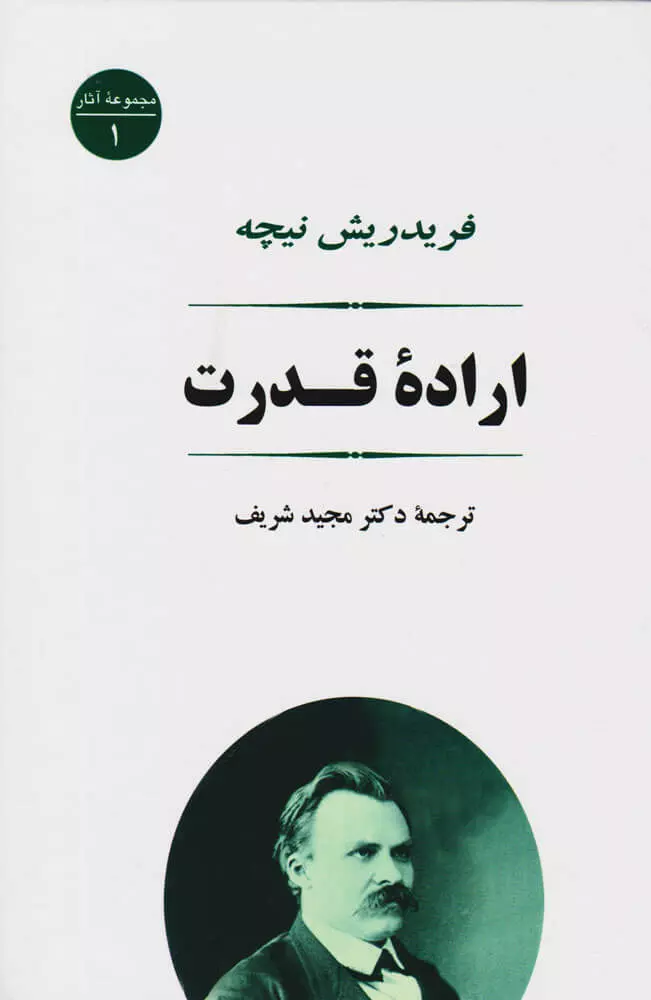 مجموعهٔ آثار
۱
فریدریش نیچه
ارادهٔ قدرت
ترجمهٔ دکتر مجید شریف